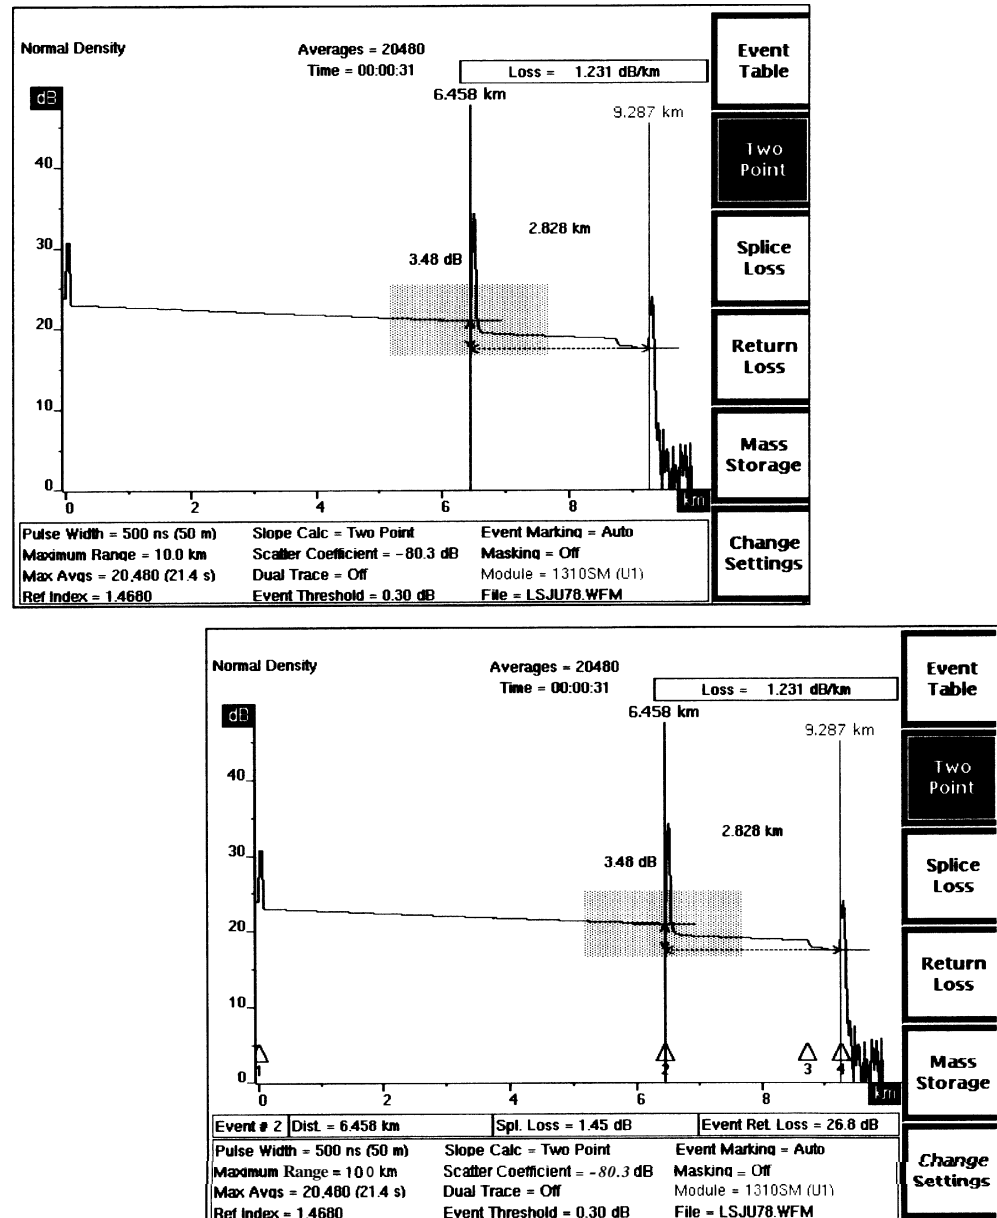 Normal Density
Averages = 20480
Time = 00:00:31
Loss = 1.231 dB/km
dB
6.458 km
9.287 km
40
30
20
10
0
2.828 km
3.48 dB
0 2 4 6 8 km
Pulse Width = 500 ns (50 m) Slope Calc = Two Point Event Marking = Auto
Maximum Range = 10.0 km Scatter Coefficient = -80.3 dB Masking = Off
Max Avgs = 20,480 (21.4 s) Dual Trace = Off Module = 1310SM (U1)
Ref Index = 1.4680 Event Threshold = 0.30 dB File = LSJU78.WFM
Event
Table
Two
Point
Splice
Loss
Return
Loss
Mass
Storage
Change
Settings
Normal Density
Averages = 20480
Time = 00:00:31
Loss = 1.231 dB/km
dB
6.458 km
9.287 km
40
30
20
10
0
2.828 km
3.48 dB
1 2 3 4
0 2 4 6 8 km
Event # 2 Dist. = 6.458 km Spl. Loss = 1.45 dB Event Ret. Loss = 26.8 dB
Pulse Width = 500 ns (50 m) Slope Calc = Two Point Event Marking = Auto
Maximum Range = 10 0 km Scatter Coefficient = -80.3 dB Masking = Off
Max Avgs = 20,480 (21.4 s) Dual Trace = Off Module = 1310SM (U1)
Ref Index = 1.4680 Event Threshold = 0.30 dB File = LSJU78.WFM
Event
Table
Two
Point
Splice
Loss
Return
Loss
Mass
Storage
Change
Settings